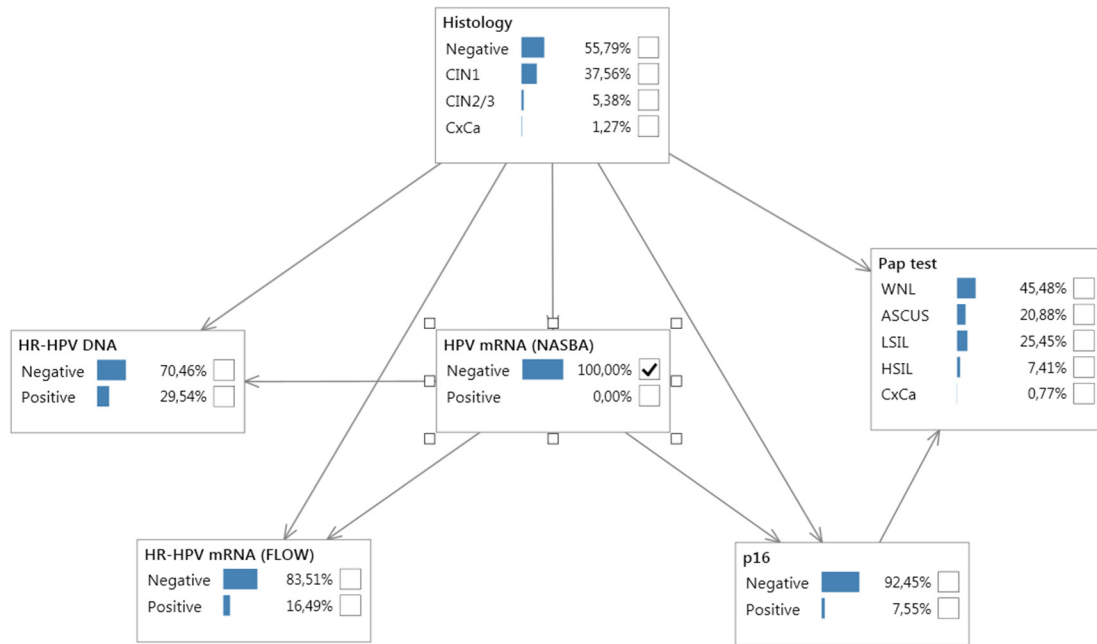 Histology
Negative 55,79%
CIN1 37,56%
CIN2/3 5,38%
CxCa 1,27%
Pap test
WNL 45,48%
ASCUS 20,88%
LSIL 25,45%
HSIL 7,41%
CxCa 0,77%
HR-HPV DNA
Negative 70,46%
Positive 29,54%
HPV mRNA (NASBA)
Negative 100,00%
Positive 0,00%
HR-HPV mRNA (FLOW)
Negative 83,51%
Positive 16,49%
p16
Negative 92,45%
Positive 7,55%